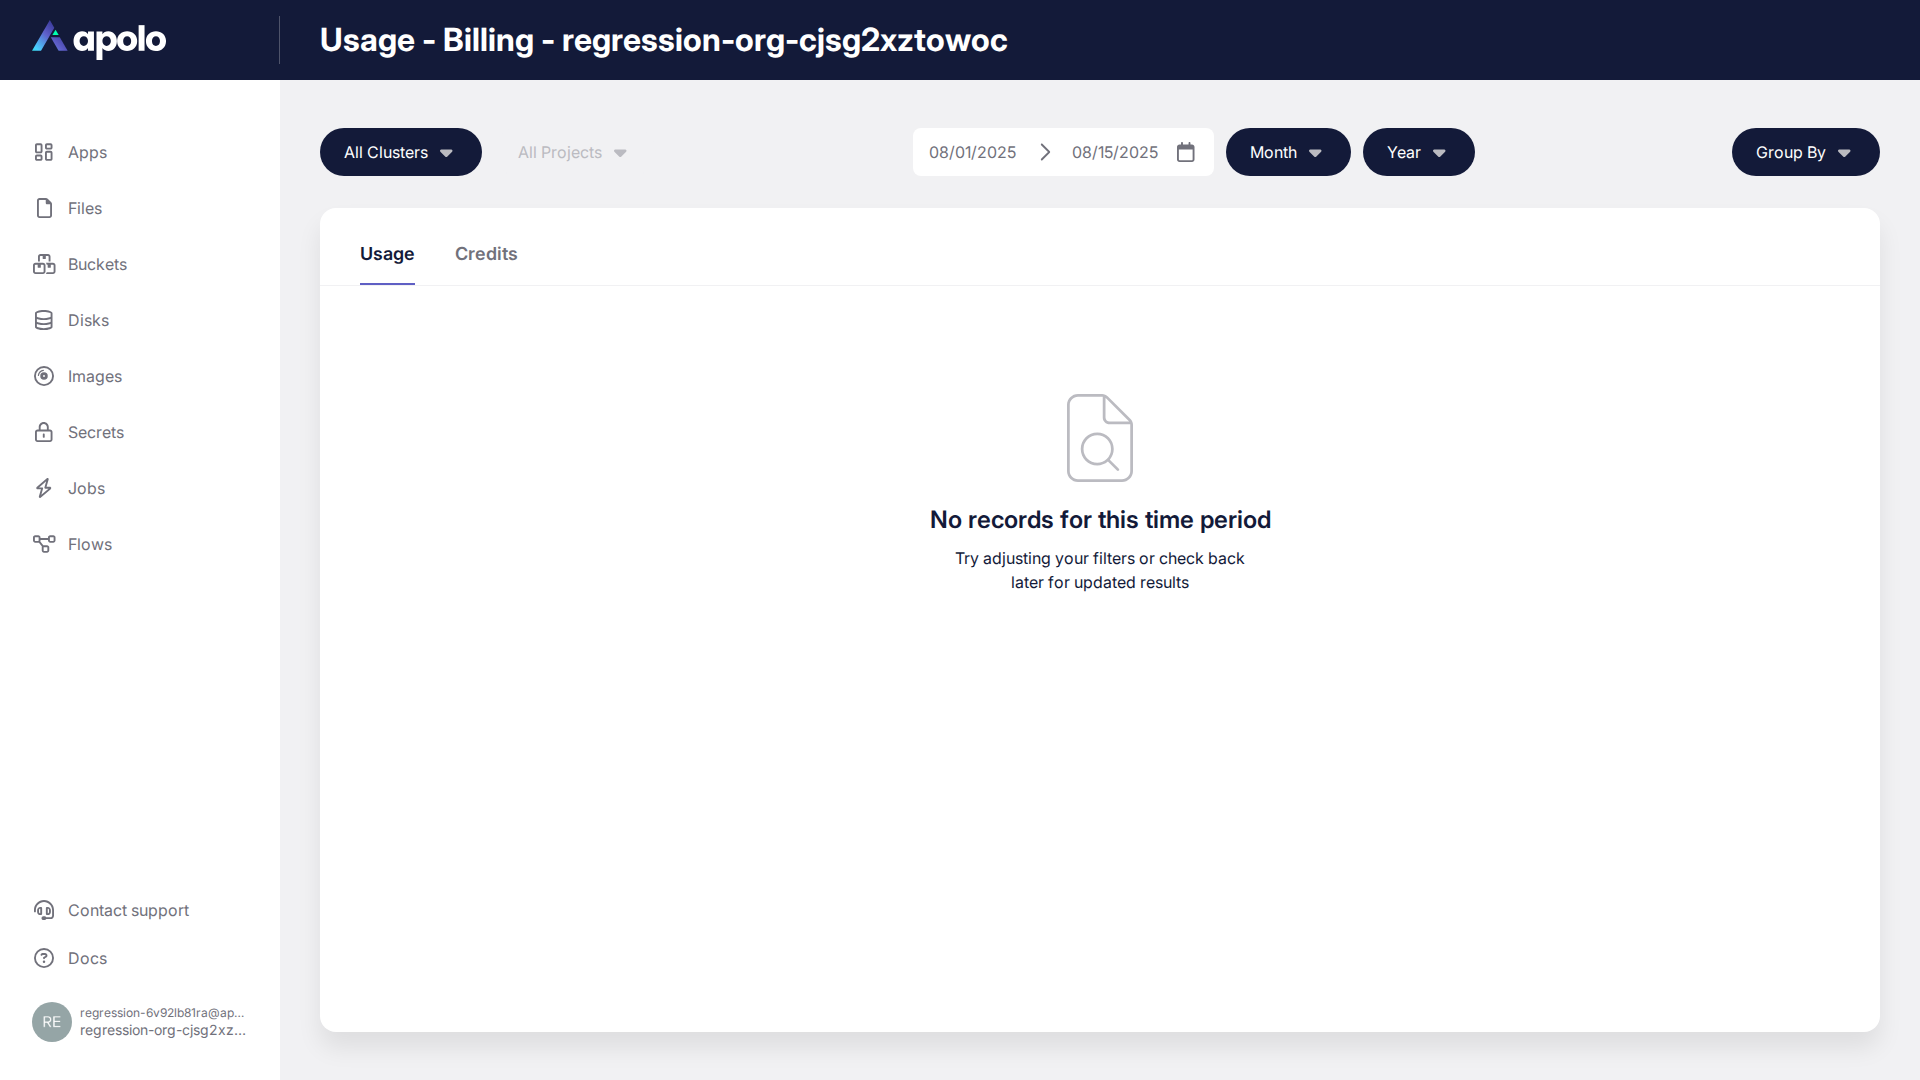 apolo
Usage - Billing - regression-org-cjsg2xztowoc
Apps
Files
Buckets
Disks
Images
Secrets
Jobs
Flows
Contact support
Docs
RE
regression-6v92lb81ra@ap...
regression-org-cjsg2xz...
All Clusters
All Projects
08/01/2025
08/15/2025
Month
Year
Group By
Usage
Credits
No records for this time period
Try adjusting your filters or check back
later for updated results